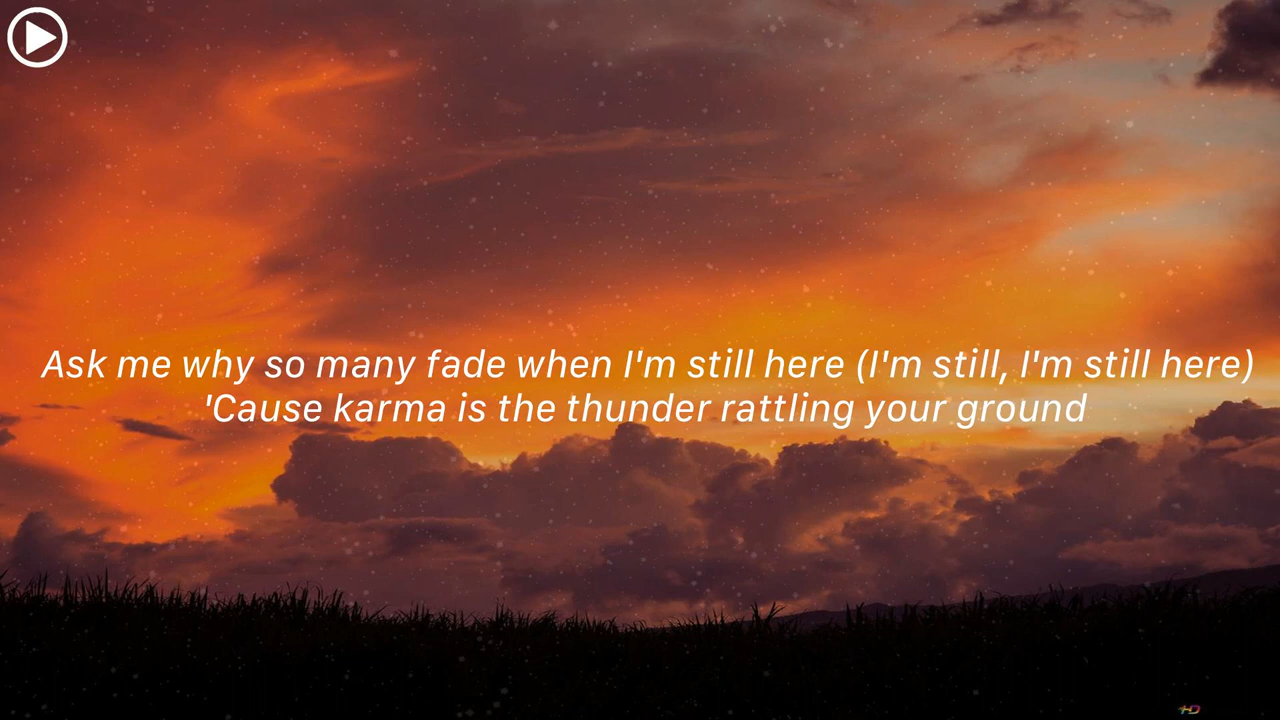 Ask me why so many fade when I'm still here (I'm still, I'm still here)
'Cause karma is the thunder rattling your ground
HD